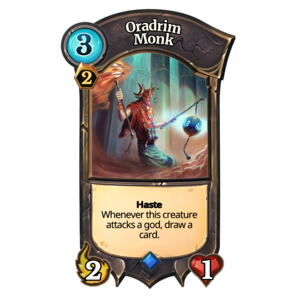 3
Oradrim
Monk
2
Haste
Whenever this creature
attacks a god, draw a
card.
2
1